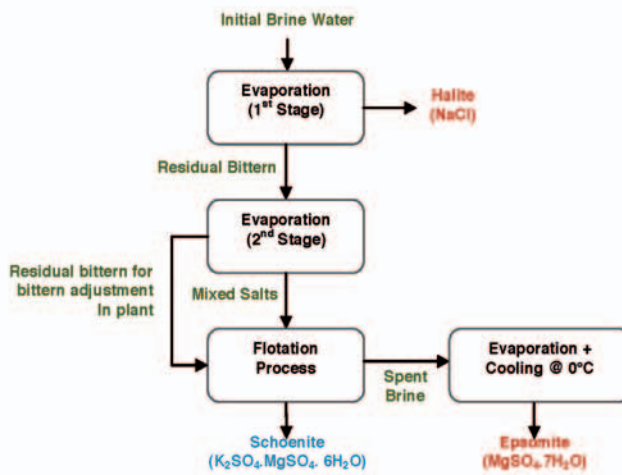 Initial Brine Water
Evaporation
(1st Stage)
Halite
(NaCl)
Residual Bittern
Evaporation
(2nd Stage)
Residual bittern for
bittern adjustment
In plant
Mixed Salts
Flotation
Process
Spent
Brine
Evaporation +
Cooling @ 0°C
Schoenite
(K₂SO₄.MgSO₄. 6H₂O)
Epsomite
(MgSO₄.7H₂O)